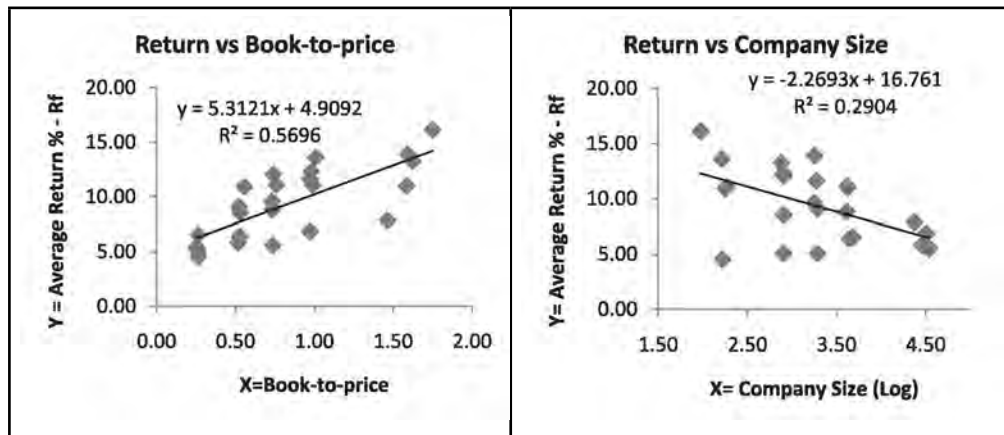 Return vs Book-to-price
y = 5.3121x + 4.9092
R² = 0.5696
Y= Average Return % - Rf
20.00
15.00
10.00
5.00
0.00
0.00 0.50 1.00 1.50 2.00
X=Book-to-price
Return vs Company Size
y = -2.2693x + 16.761
R² = 0.2904
Y= Average Return % - Rf
20.00
15.00
10.00
5.00
0.00
1.50 2.50 3.50 4.50
X= Company Size (Log)